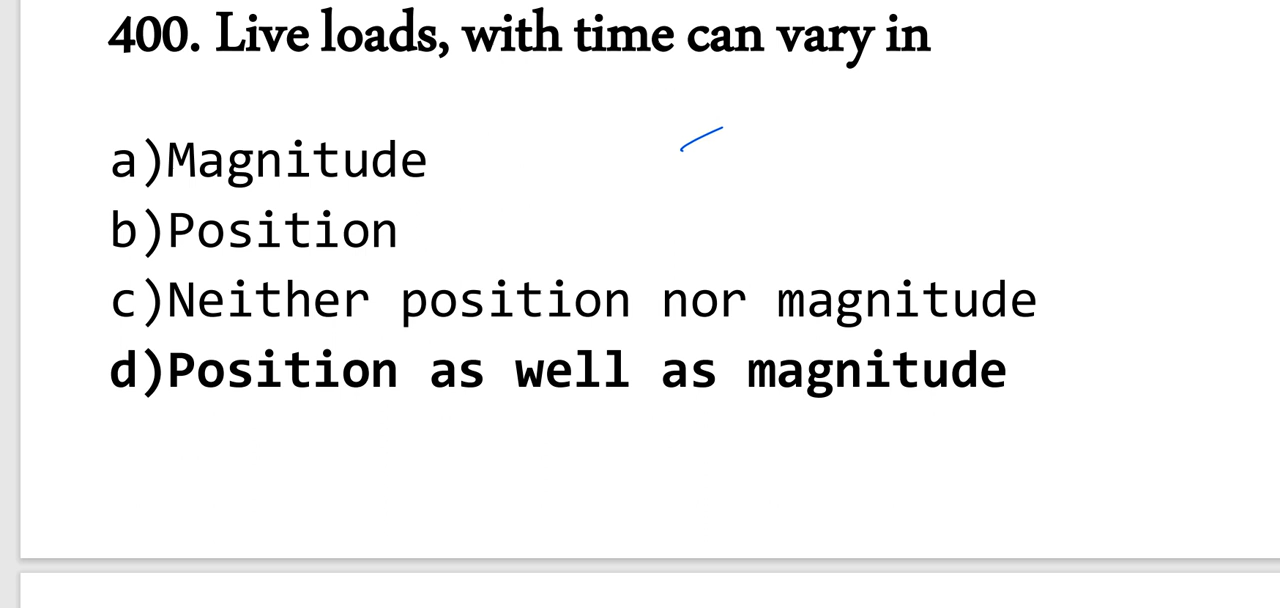 400. Live loads, with time can vary in
a)Magnitude
b)Position
c)Neither position nor magnitude
d)Position as well as magnitude